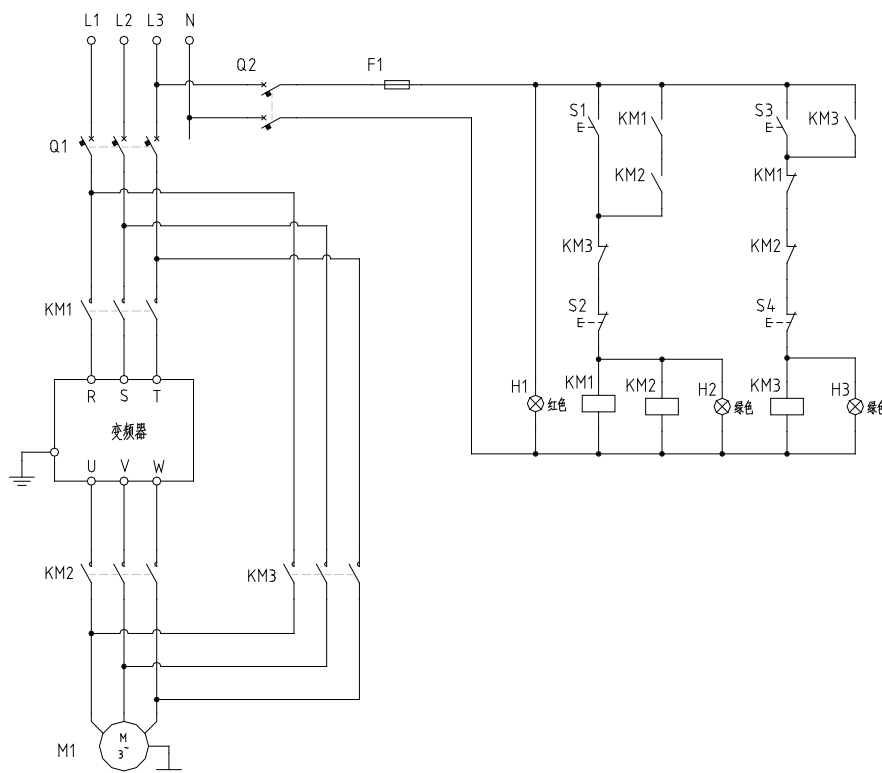 L1 L2 L3 N
Q2 F1
S1 KM1 S3 KM3
Q1
KM2 KM1
KM3 KM2
KM1 S2 S4
H1 KM1 KM2 H2 KM3 H3
红色 绿色 绿色
R S T
变频器
U V W
KM2 KM3
M1 M
3~